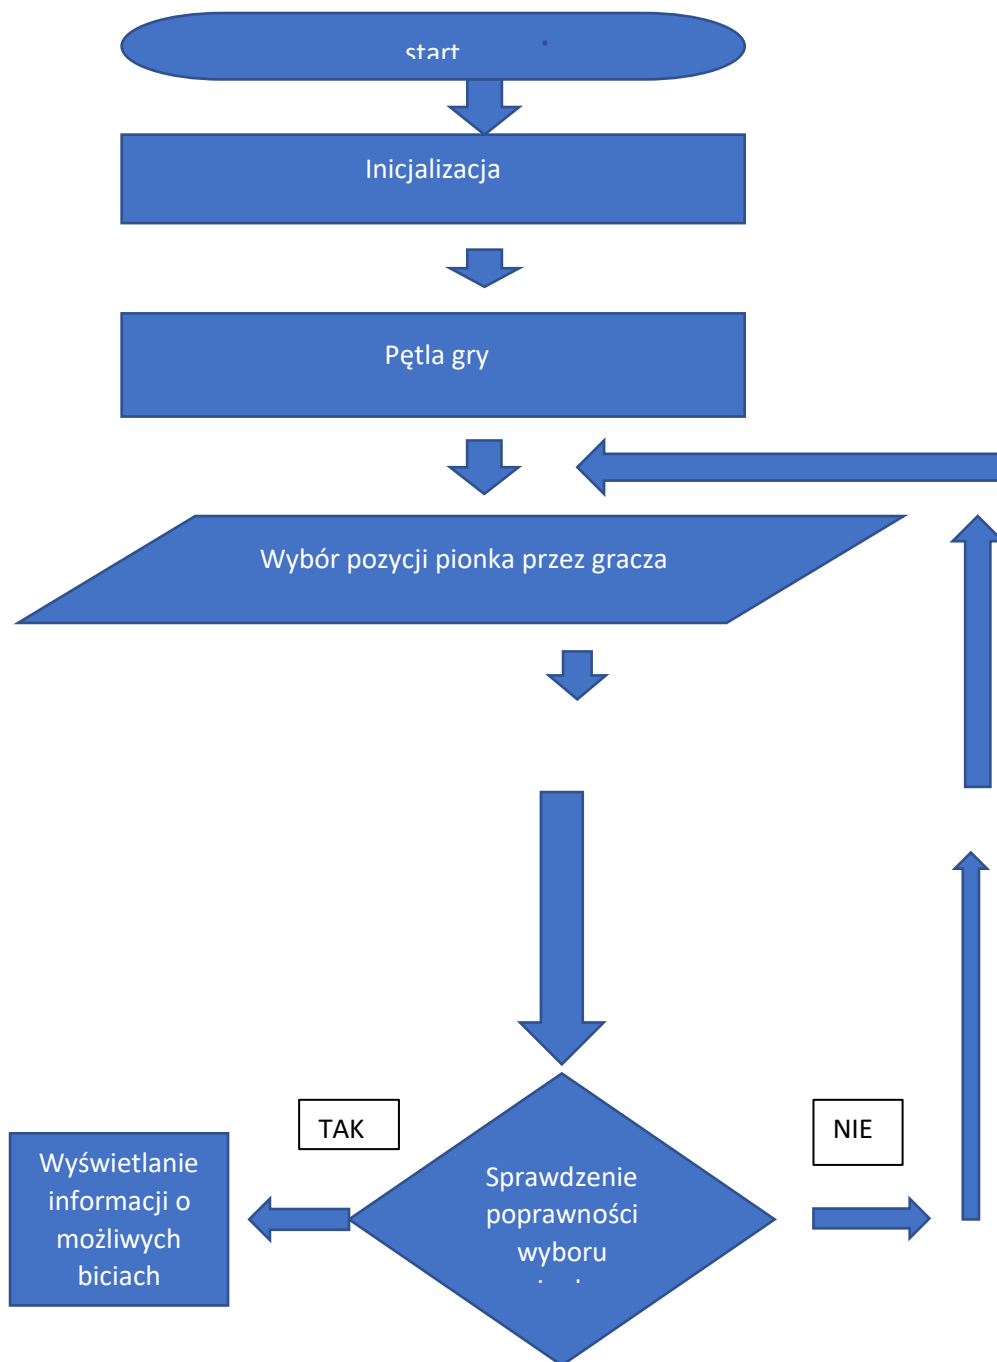 start
Inicjalizacja
Pętla gry
Wybór pozycji pionka przez gracza
TAK
NIE
Wyświetlanie
informacji o
możliwych
biciach
Sprawdzenie
poprawności
wyboru